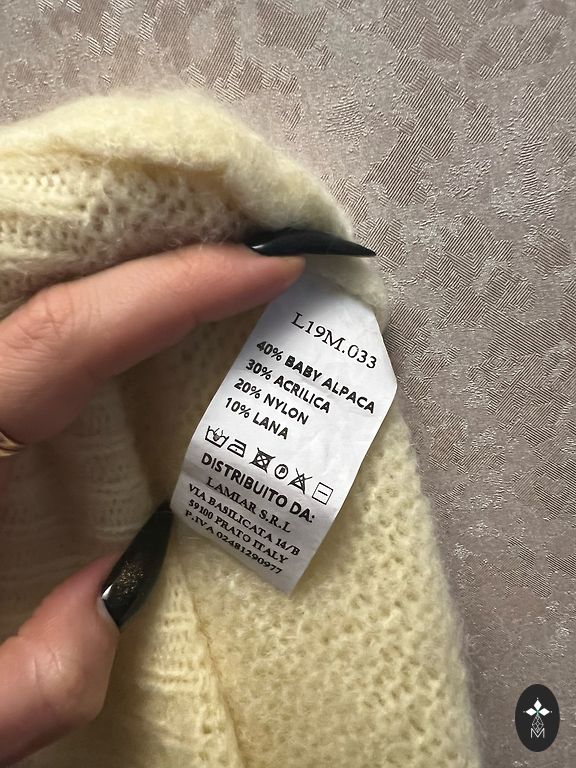 L19M.033
40% BABY ALPACA
30% ACRILICA
20% NYLON
10% LANA
DISTRIBUITO DA:
LAMIAR S.R.L
VIA BASILICATA 14/B
59100 PRATO ITALY
P.IVA 02481290977
M